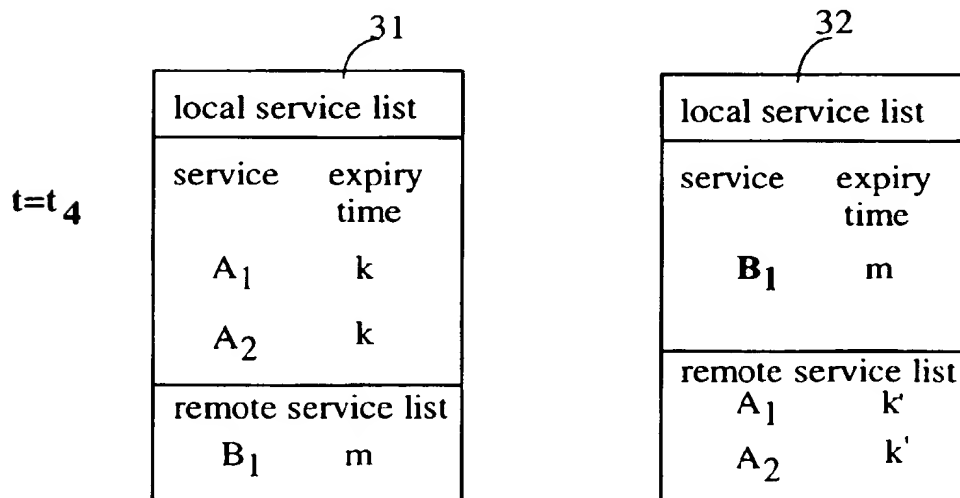 31
local service list
service expiry
time
A1 k
A2 k
remote service list
B1 m
t=t4
32
local service list
service expiry
time
B1 m
remote service list
A1 k'
A2 k'